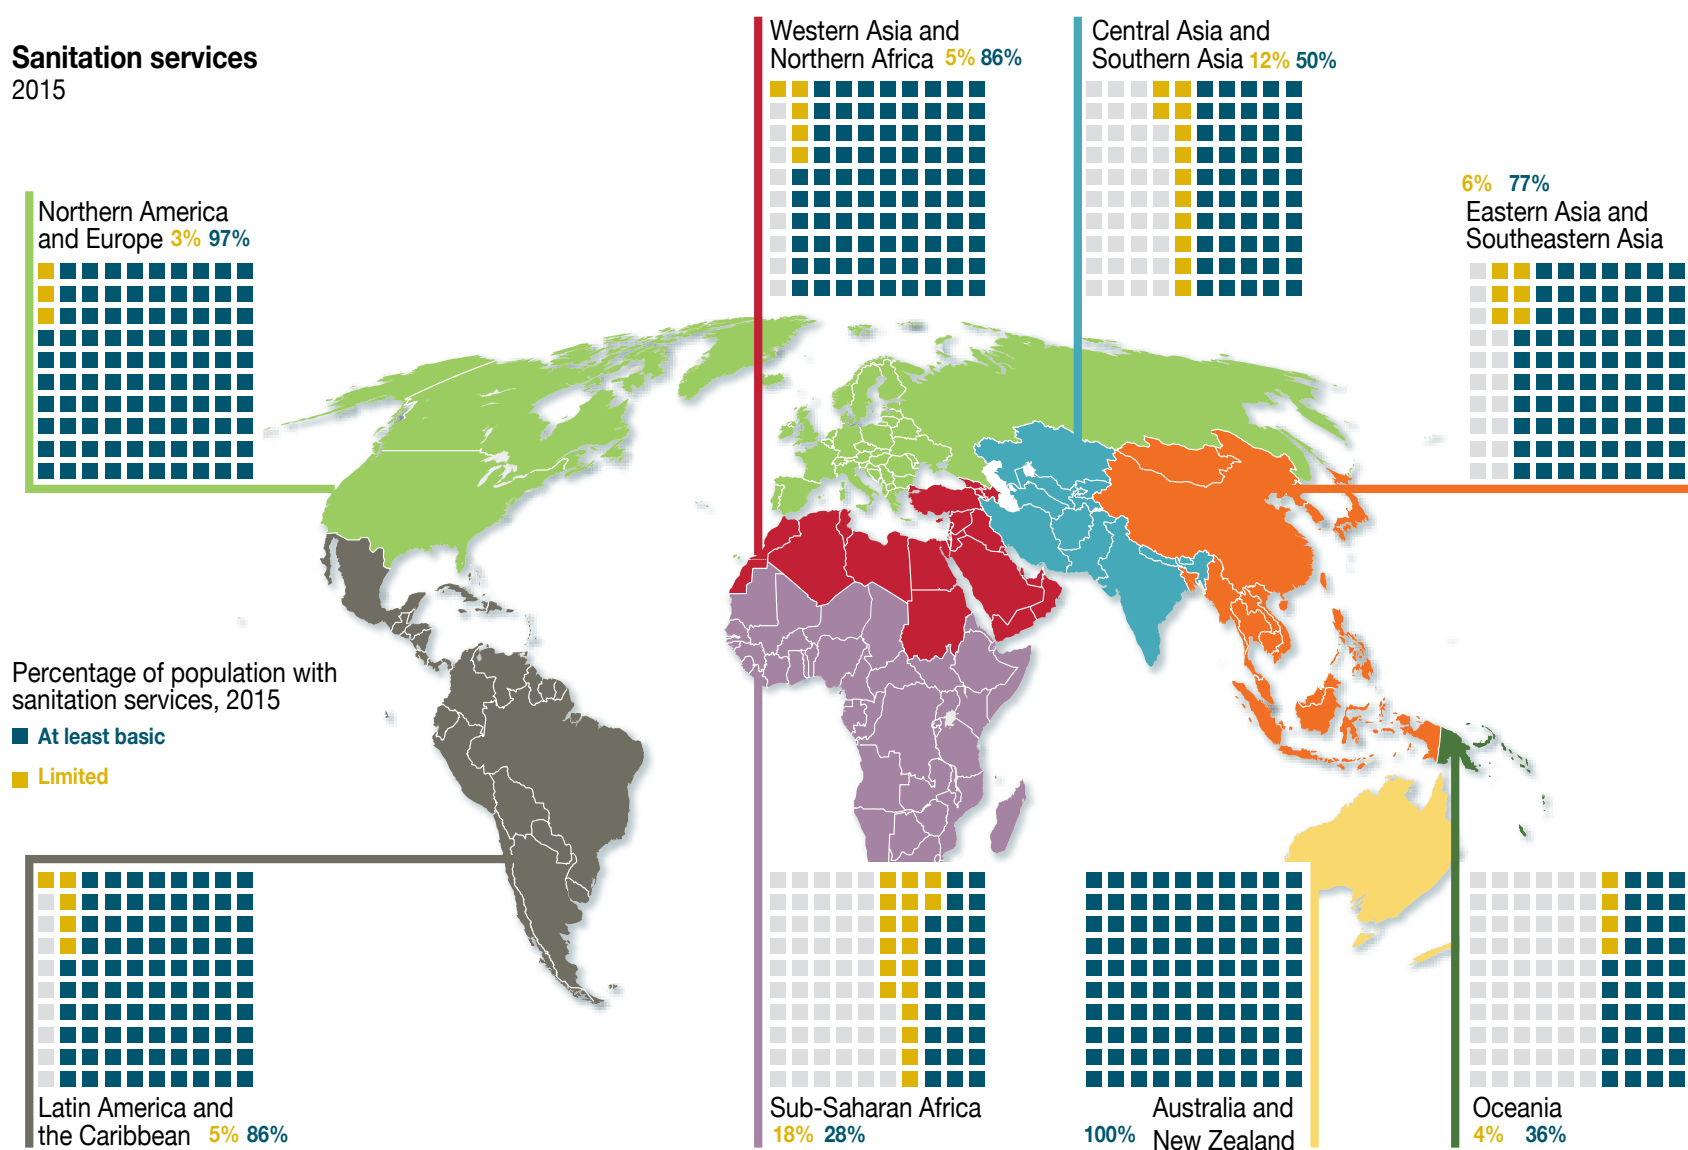 Sanitation services
2015
Western Asia and
Northern Africa 5% 86%
Central Asia and
Southern Asia 12% 50%
6% 77%
Eastern Asia and
Southeastern Asia
Northern America
and Europe 3% 97%
Percentage of population with
sanitation services, 2015
At least basic
Limited
Latin America and
the Caribbean 5% 86%
Sub-Saharan Africa
18% 28%
Australia and
100% New Zealand
Oceania
4% 36%